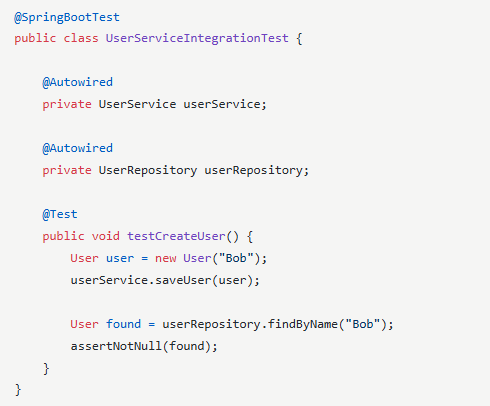 @SpringBootTest
public class UserServiceIntegrationTest {
@Autowired
private UserService userService;
@Autowired
private UserRepository userRepository;
@Test
public void testCreateUser() {
User user = new User("Bob");
userService.saveUser(user);
User found = userRepository.findByName("Bob");
assertNotNull(found);
}
}